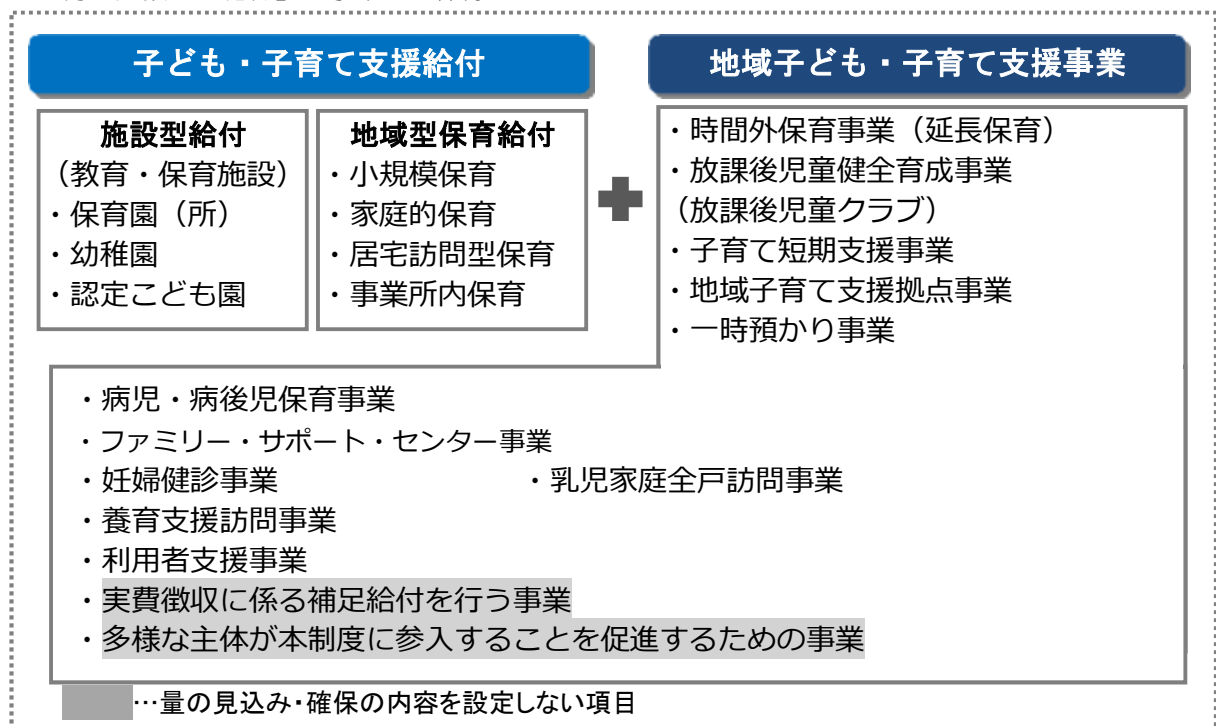 子ども・子育て支援給付
施設型給付
（教育・保育施設）
・保育園（所）
・幼稚園
・認定こども園
地域型保育給付
・小規模保育
・家庭的保育
・居宅訪問型保育
・事業所内保育
地域子ども・子育て支援事業
・時間外保育事業（延長保育）
・放課後児童健全育成事業
（放課後児童クラブ）
・子育て短期支援事業
・地域子育て支援拠点事業
・一時預かり事業
・病児・病後児保育事業
・ファミリー・サポート・センター事業
・妊婦健診事業　・乳児家庭全戸訪問事業
・養育支援訪問事業
・利用者支援事業
・実費徴収に係る補足給付を行う事業
・多様な主体が本制度に参入することを促進するための事業
…量の見込み・確保の内容を設定しない項目